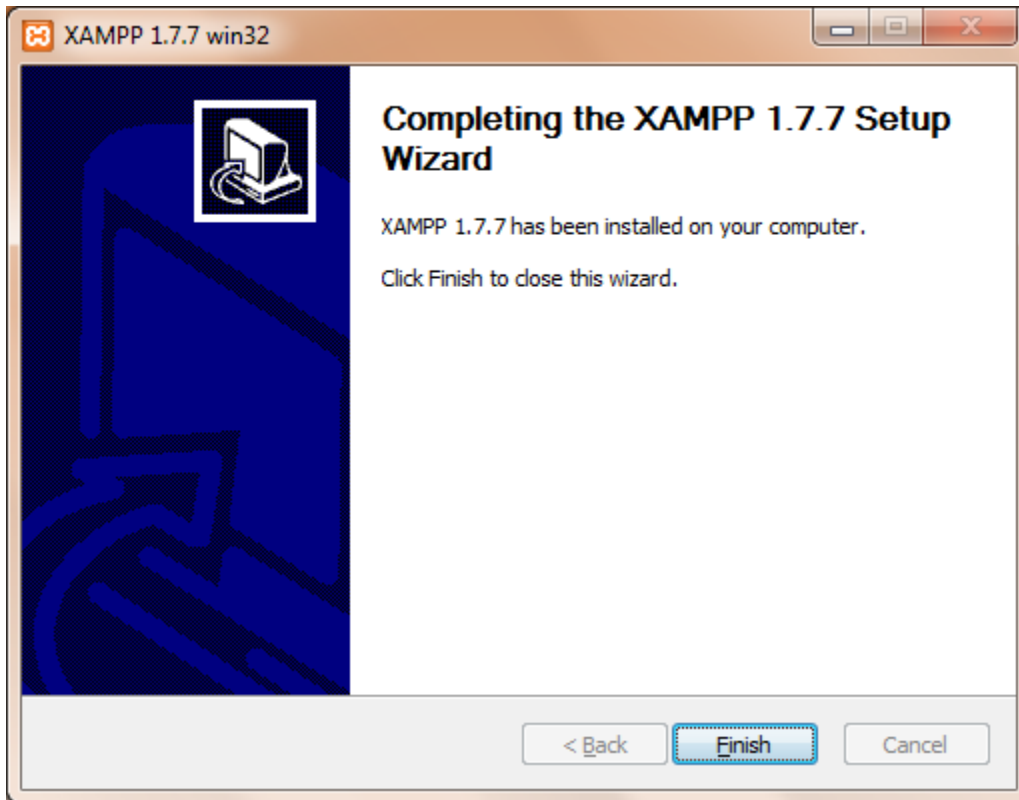 XAMPP 1.7.7 win32
Completing the XAMPP 1.7.7 Setup
Wizard
XAMPP 1.7.7 has been installed on your computer.
Click Finish to close this wizard.
< Back
Finish
Cancel